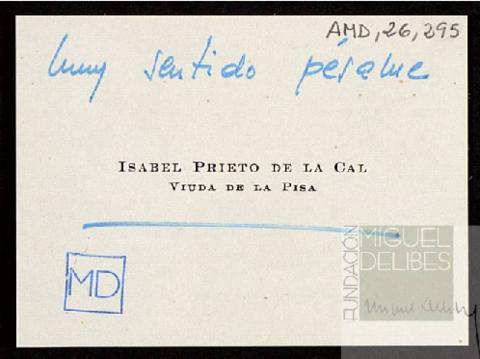 AMD, 26, 295
muy sentido pésame
ISABEL PRIETO DE LA CAL
VIUDA DE LA PISA
MD
FUNDACIÓN
MIGUEL
DELIBES